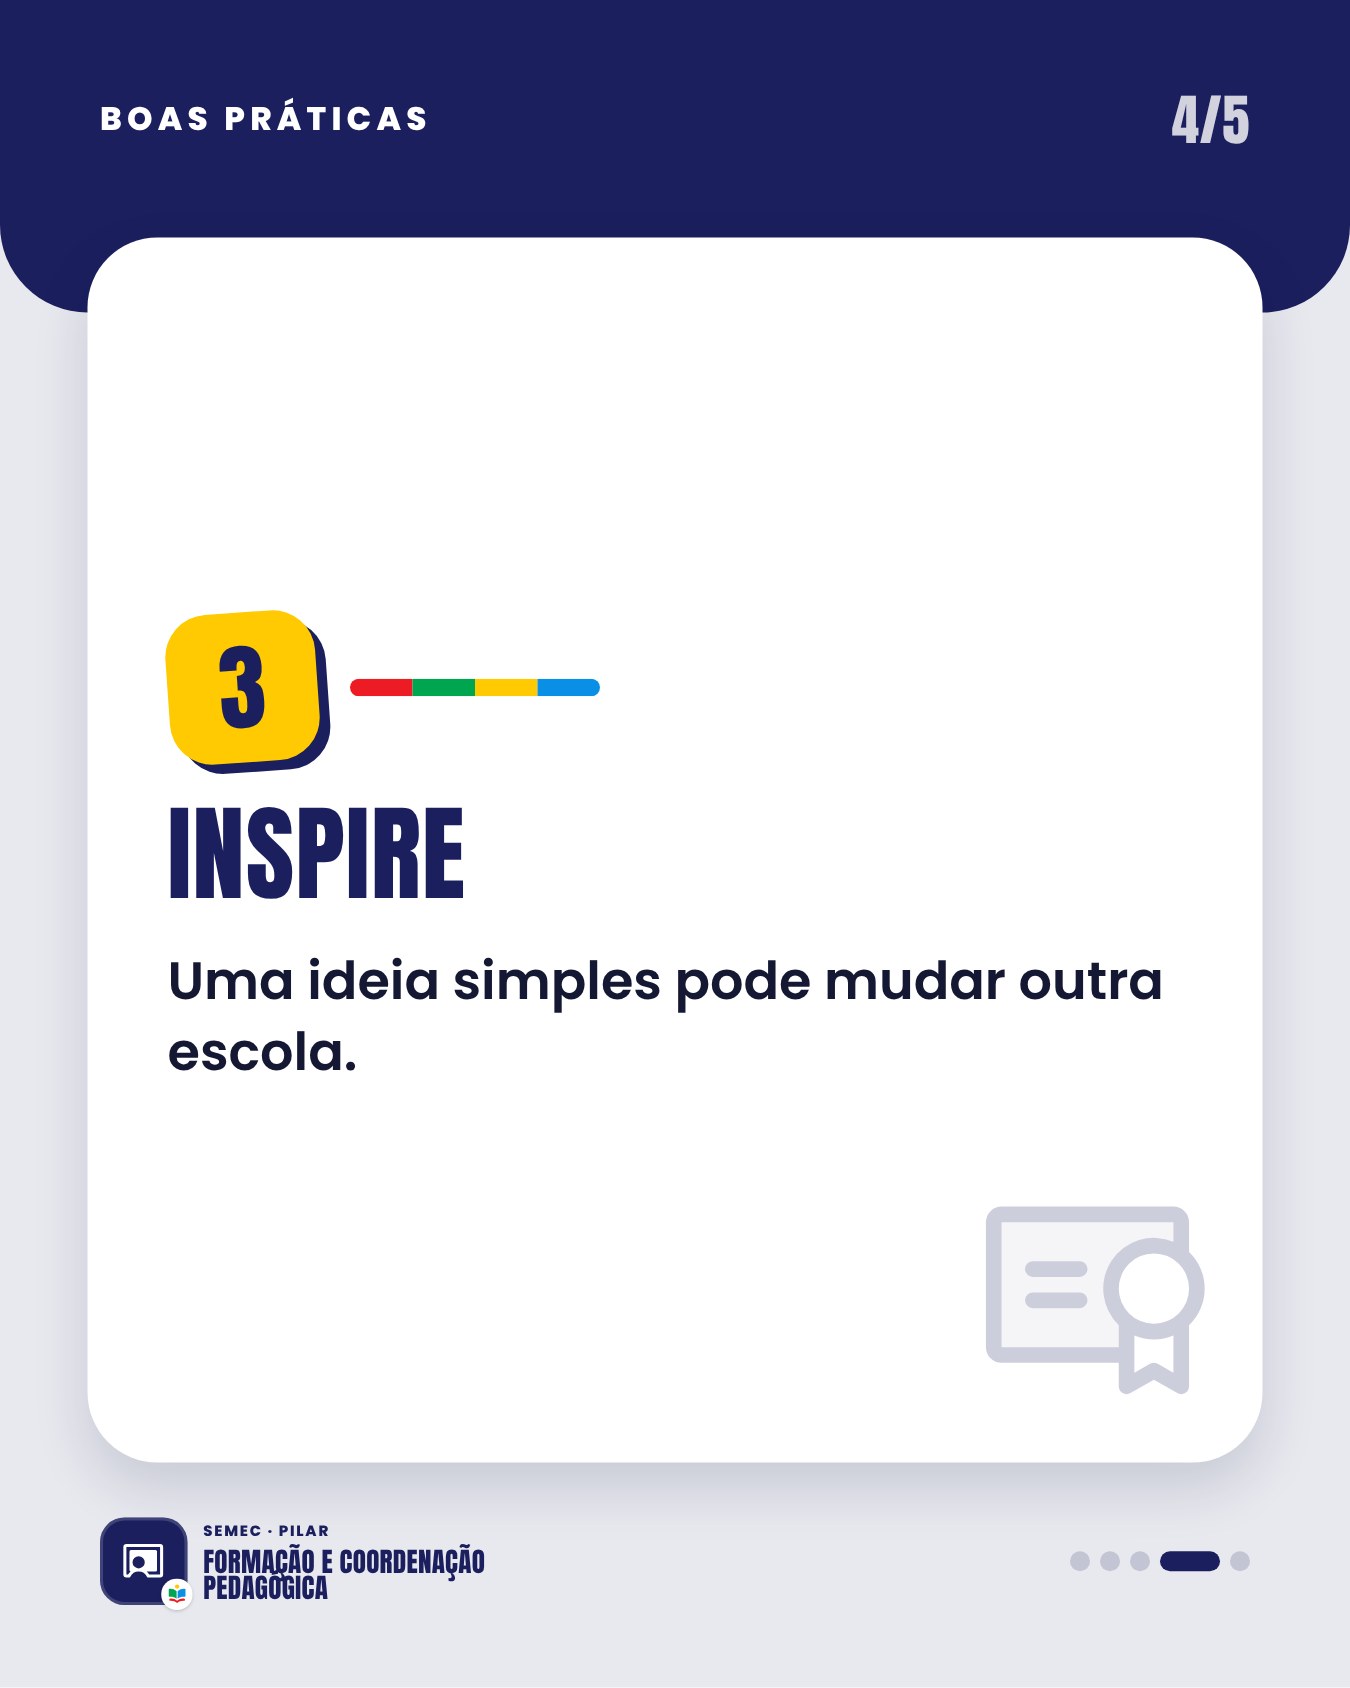 BOAS PRÁTICAS
4/5
3
INSPIRE
Uma ideia simples pode mudar outra
escola.
SEMEC · PILAR
FORMAÇÃO E COORDENAÇÃO
PEDAGÓGICA